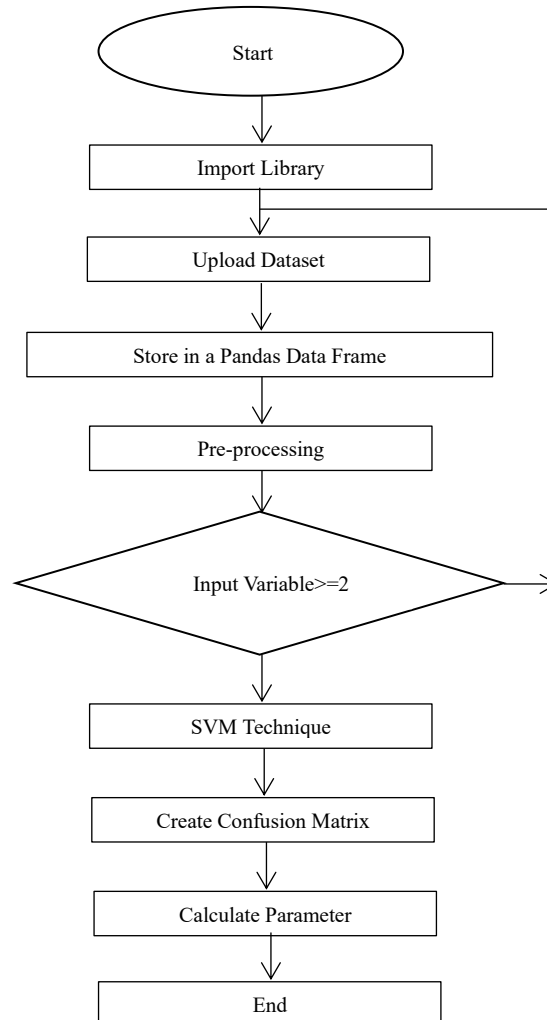 Start
Import Library
Upload Dataset
Store in a Pandas Data Frame
Pre-processing
Input Variable>=2
SVM Technique
Create Confusion Matrix
Calculate Parameter
End